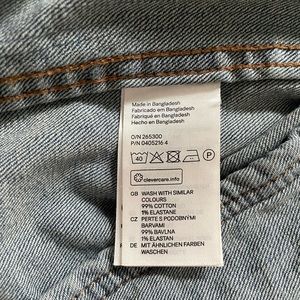 Made in Bangladesh
Fabricado em Bangladesh
Fabriqué en Bangladesh
Hecho en Bangladesh
O/N 265300
P/N 0405216·4
40 P
clevercare.info
GB WASH WITH SIMILAR
COLOURS
99% COTTON
1% ELASTANE
CZ PERTE S PODOBNÝMI
BARVAMI
99% BAVLNA
1% ELASTAN
DE MIT ÄHNLICHEN FARBEN
WASCHEN